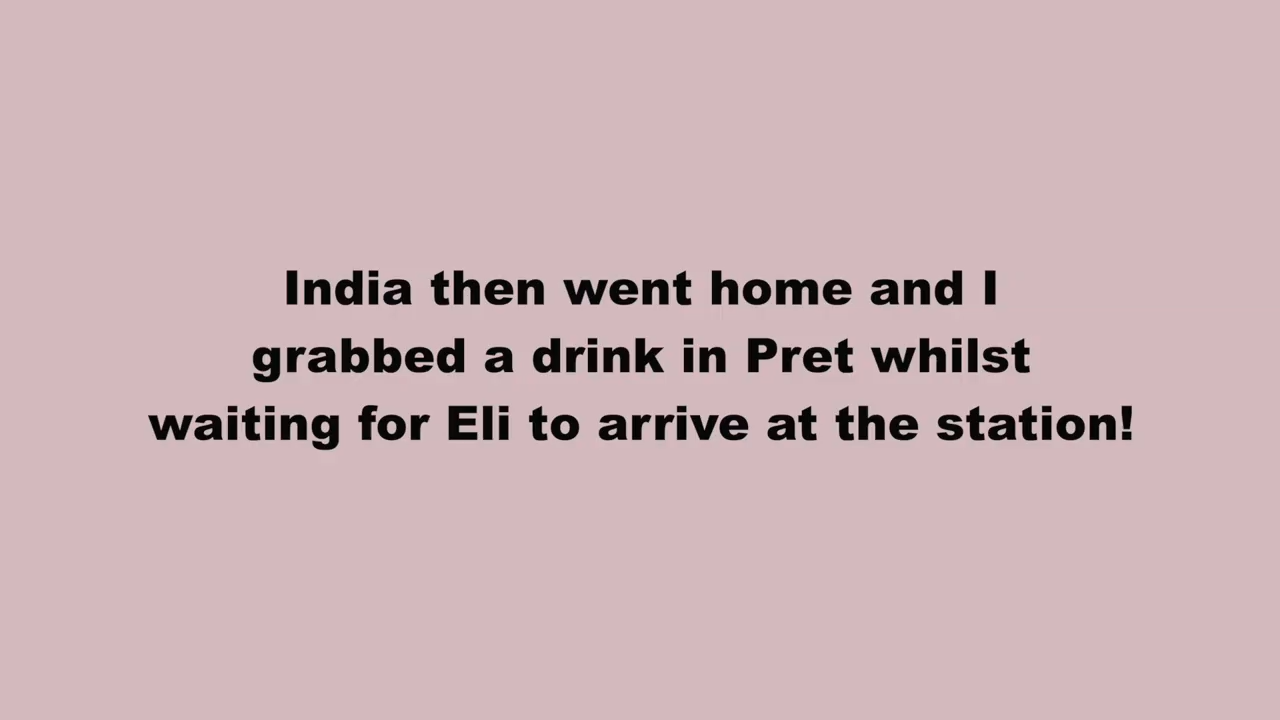 India then went home and I
grabbed a drink in Pret whilst
waiting for Eli to arrive at the station!